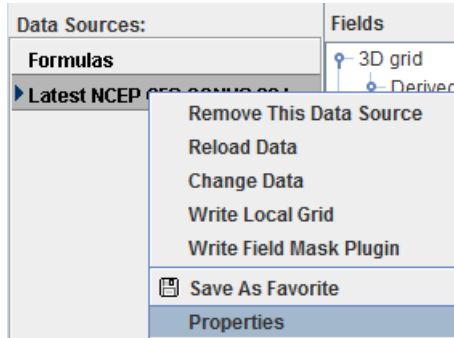 Data Sources:
Fields
Formulas
3D grid
Derived
Latest NCEP
Remove This Data Source
Reload Data
Change Data
Write Local Grid
Write Field Mask Plugin
Save As Favorite
Properties